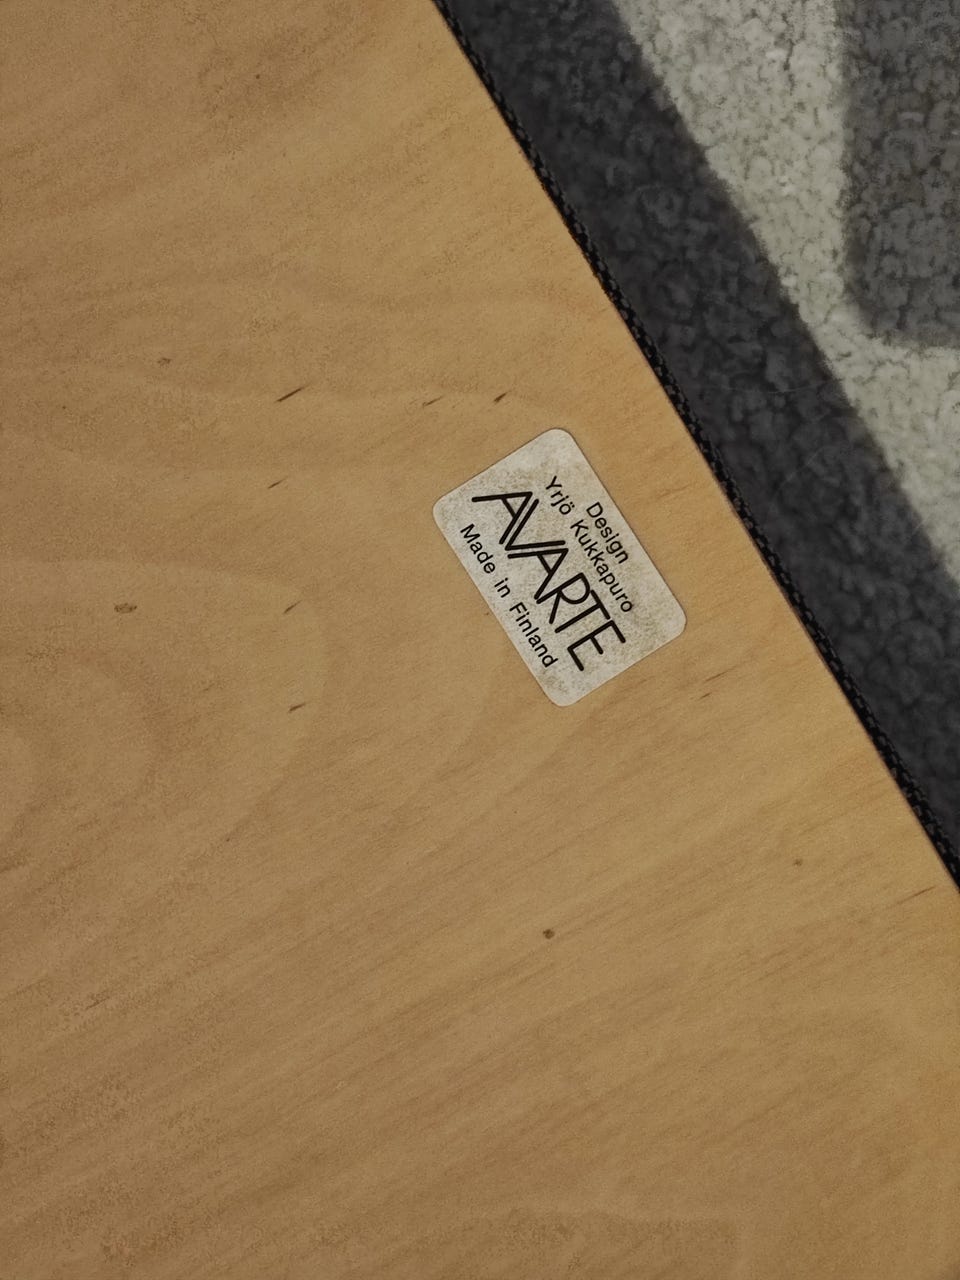 Design
Yrjö Kukkapuro
AVARTE
Made in Finland